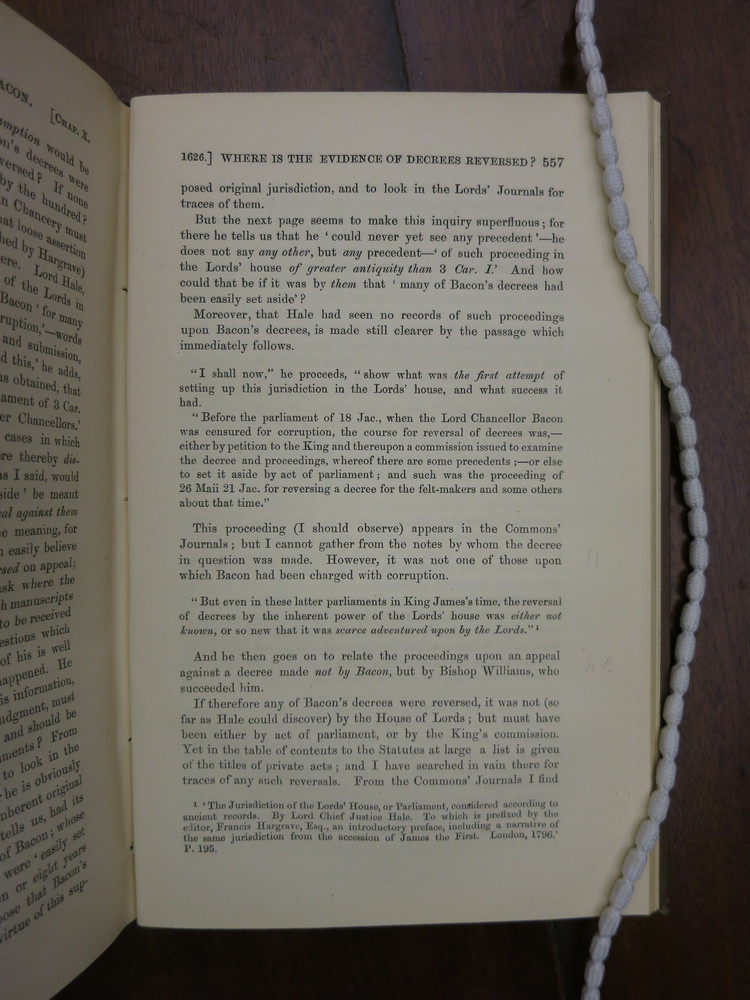 ACON. [CHAP. X.
mption would be
on's decrees were
versed? If none
by the hundred?
n Chancery must
at loose assertion
hed by Hargrave)
ere. Lord Hale,
of the Lords in
Bacon ' for many
ruption,'—words
and submission,
d this,' he adds,
as obtained, that
ament of 3 Car.
er Chancellors.'
cases in which
re thereby dis-
as I said, would
side' be meant
al against them
e meaning, for
easily believe
rsed on appeal;
ask where the
h manuscripts
to be received
estions which
of his is well
appened. He
is information,
udgment, must
and should be
ments? From
to look in the
he is obviously
nherent original
tells us, had its
of Bacon; whose
were 'easily set
n or eight years
pose that Bacon's
virtue of this sup-
1626.] WHERE IS THE EVIDENCE OF DECREES REVERSED? 557
posed original jurisdiction, and to look in the Lords' Journals for
traces of them.
But the next page seems to make this inquiry superfluous; for
there he tells us that he 'could never yet see any precedent'—he
does not say any other, but any precedent—'of such proceeding in
the Lords' house of greater antiquity than 3 Car. I.' And how
could that be if it was by them that 'many of Bacon's decrees had
been easily set aside'?
Moreover, that Hale had seen no records of such proceedings
upon Bacon's decrees, is made still clearer by the passage which
immediately follows.
"I shall now," he proceeds, "show what was the first attempt of
setting up this jurisdiction in the Lords' house, and what success it
had.
"Before the parliament of 18 Jac., when the Lord Chancellor Bacon
was censured for corruption, the course for reversal of decrees was,—
either by petition to the King and thereupon a commission issued to examine
the decree and proceedings, whereof there are some precedents;—or else
to set it aside by act of parliament; and such was the proceeding of
26 Maii 21 Jac. for reversing a decree for the felt-makers and some others
about that time."
This proceeding (I should observe) appears in the Commons'
Journals; but I cannot gather from the notes by whom the decree
in question was made. However, it was not one of those upon
which Bacon had been charged with corruption.
"But even in these latter parliaments in King James's time, the reversal
of decrees by the inherent power of the Lords' house was either not
known, or so new that it was scarce adventured upon by the Lords." 1
And he then goes on to relate the proceedings upon an appeal
against a decree made not by Bacon, but by Bishop Williams, who
succeeded him.
If therefore any of Bacon's decrees were reversed, it was not (so
far as Hale could discover) by the House of Lords; but must have
been either by act of parliament, or by the King's commission.
Yet in the table of contents to the Statutes at large a list is given
of the titles of private acts; and I have searched in vain there for
traces of any such reversals. From the Commons' Journals I find
1 'The Jurisdiction of the Lords' House, or Parliament, considered according to
ancient records. By Lord Chief Justice Hale. To which is prefixed by the
editor, Francis Hargrave, Esq., an introductory preface, including a narrative of
the same jurisdiction from the accession of James the First. London, 1796.'
P. 195.